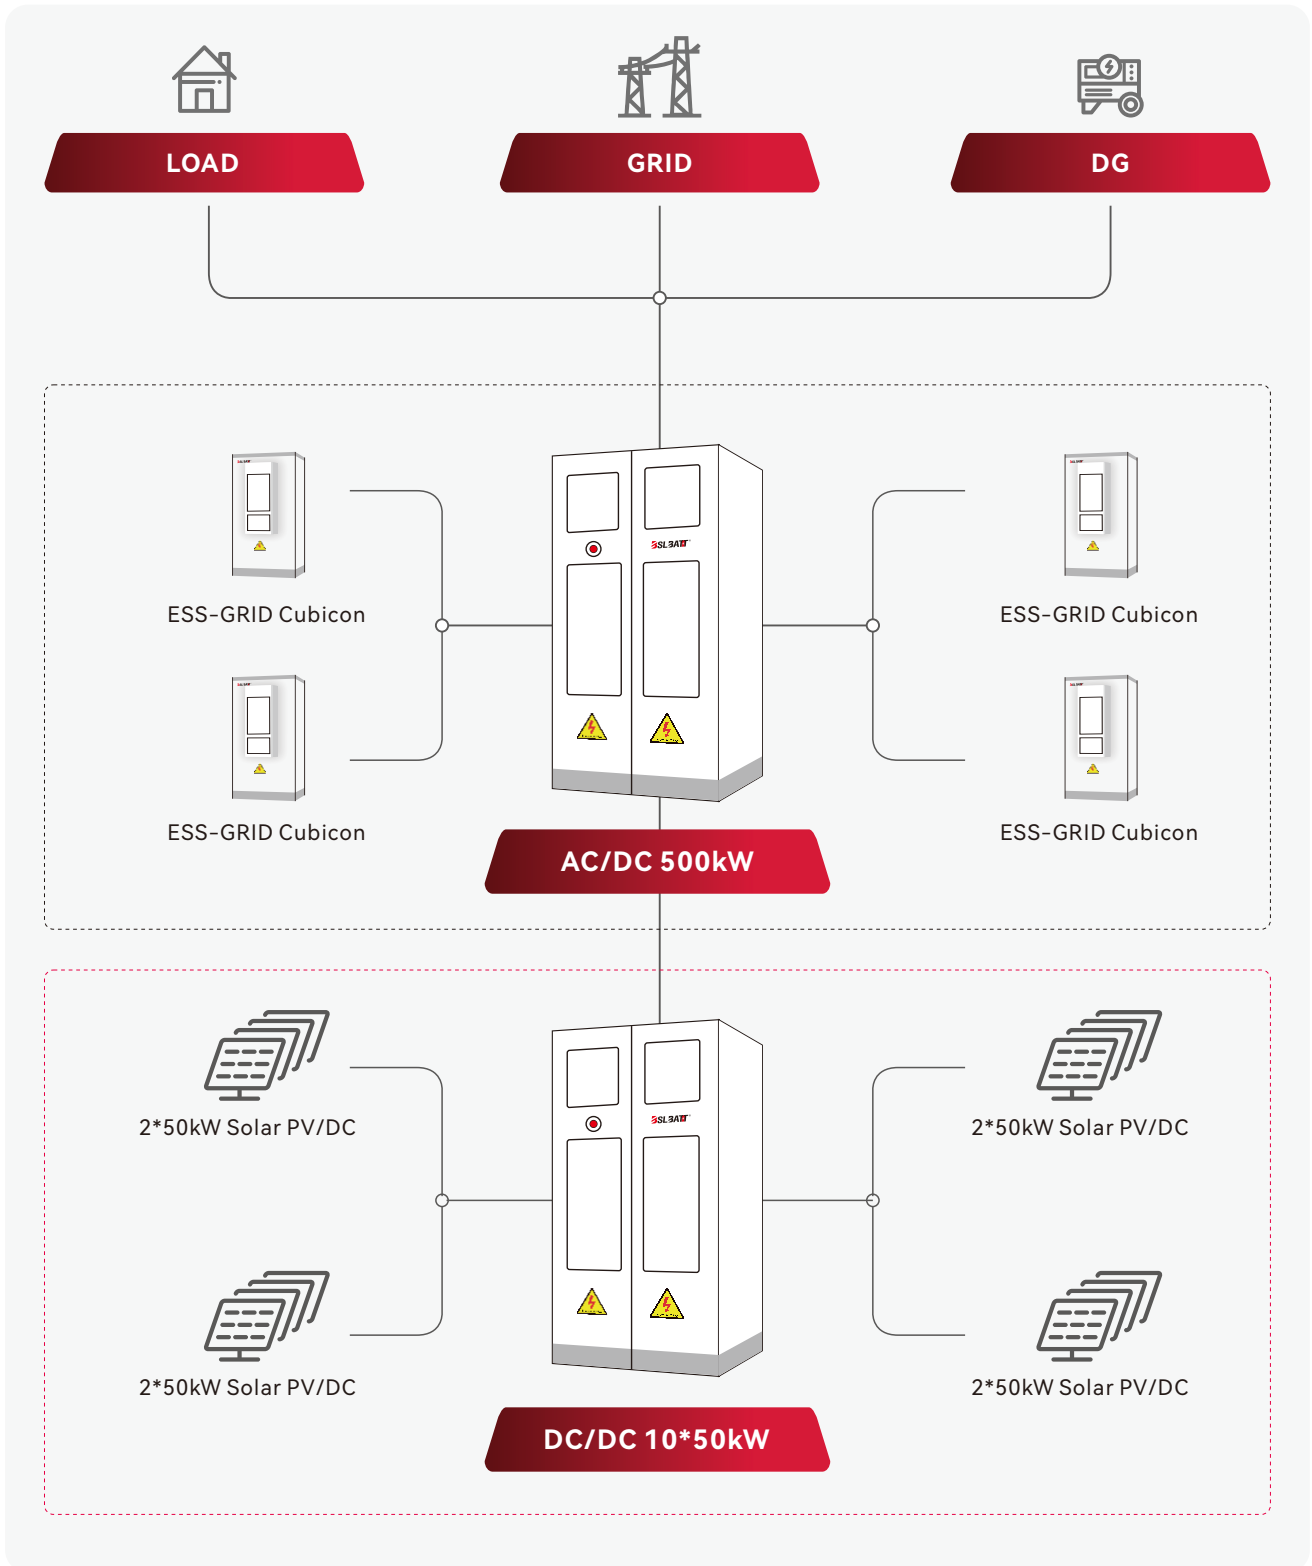 LOAD
GRID
DG
BSLBATT
ESS-GRID Cubicon
ESS-GRID Cubicon
ESS-GRID Cubicon
ESS-GRID Cubicon
AC/DC 500kW
2*50kW Solar PV/DC
BSLBATT
2*50kW Solar PV/DC
2*50kW Solar PV/DC
2*50kW Solar PV/DC
DC/DC 10*50kW